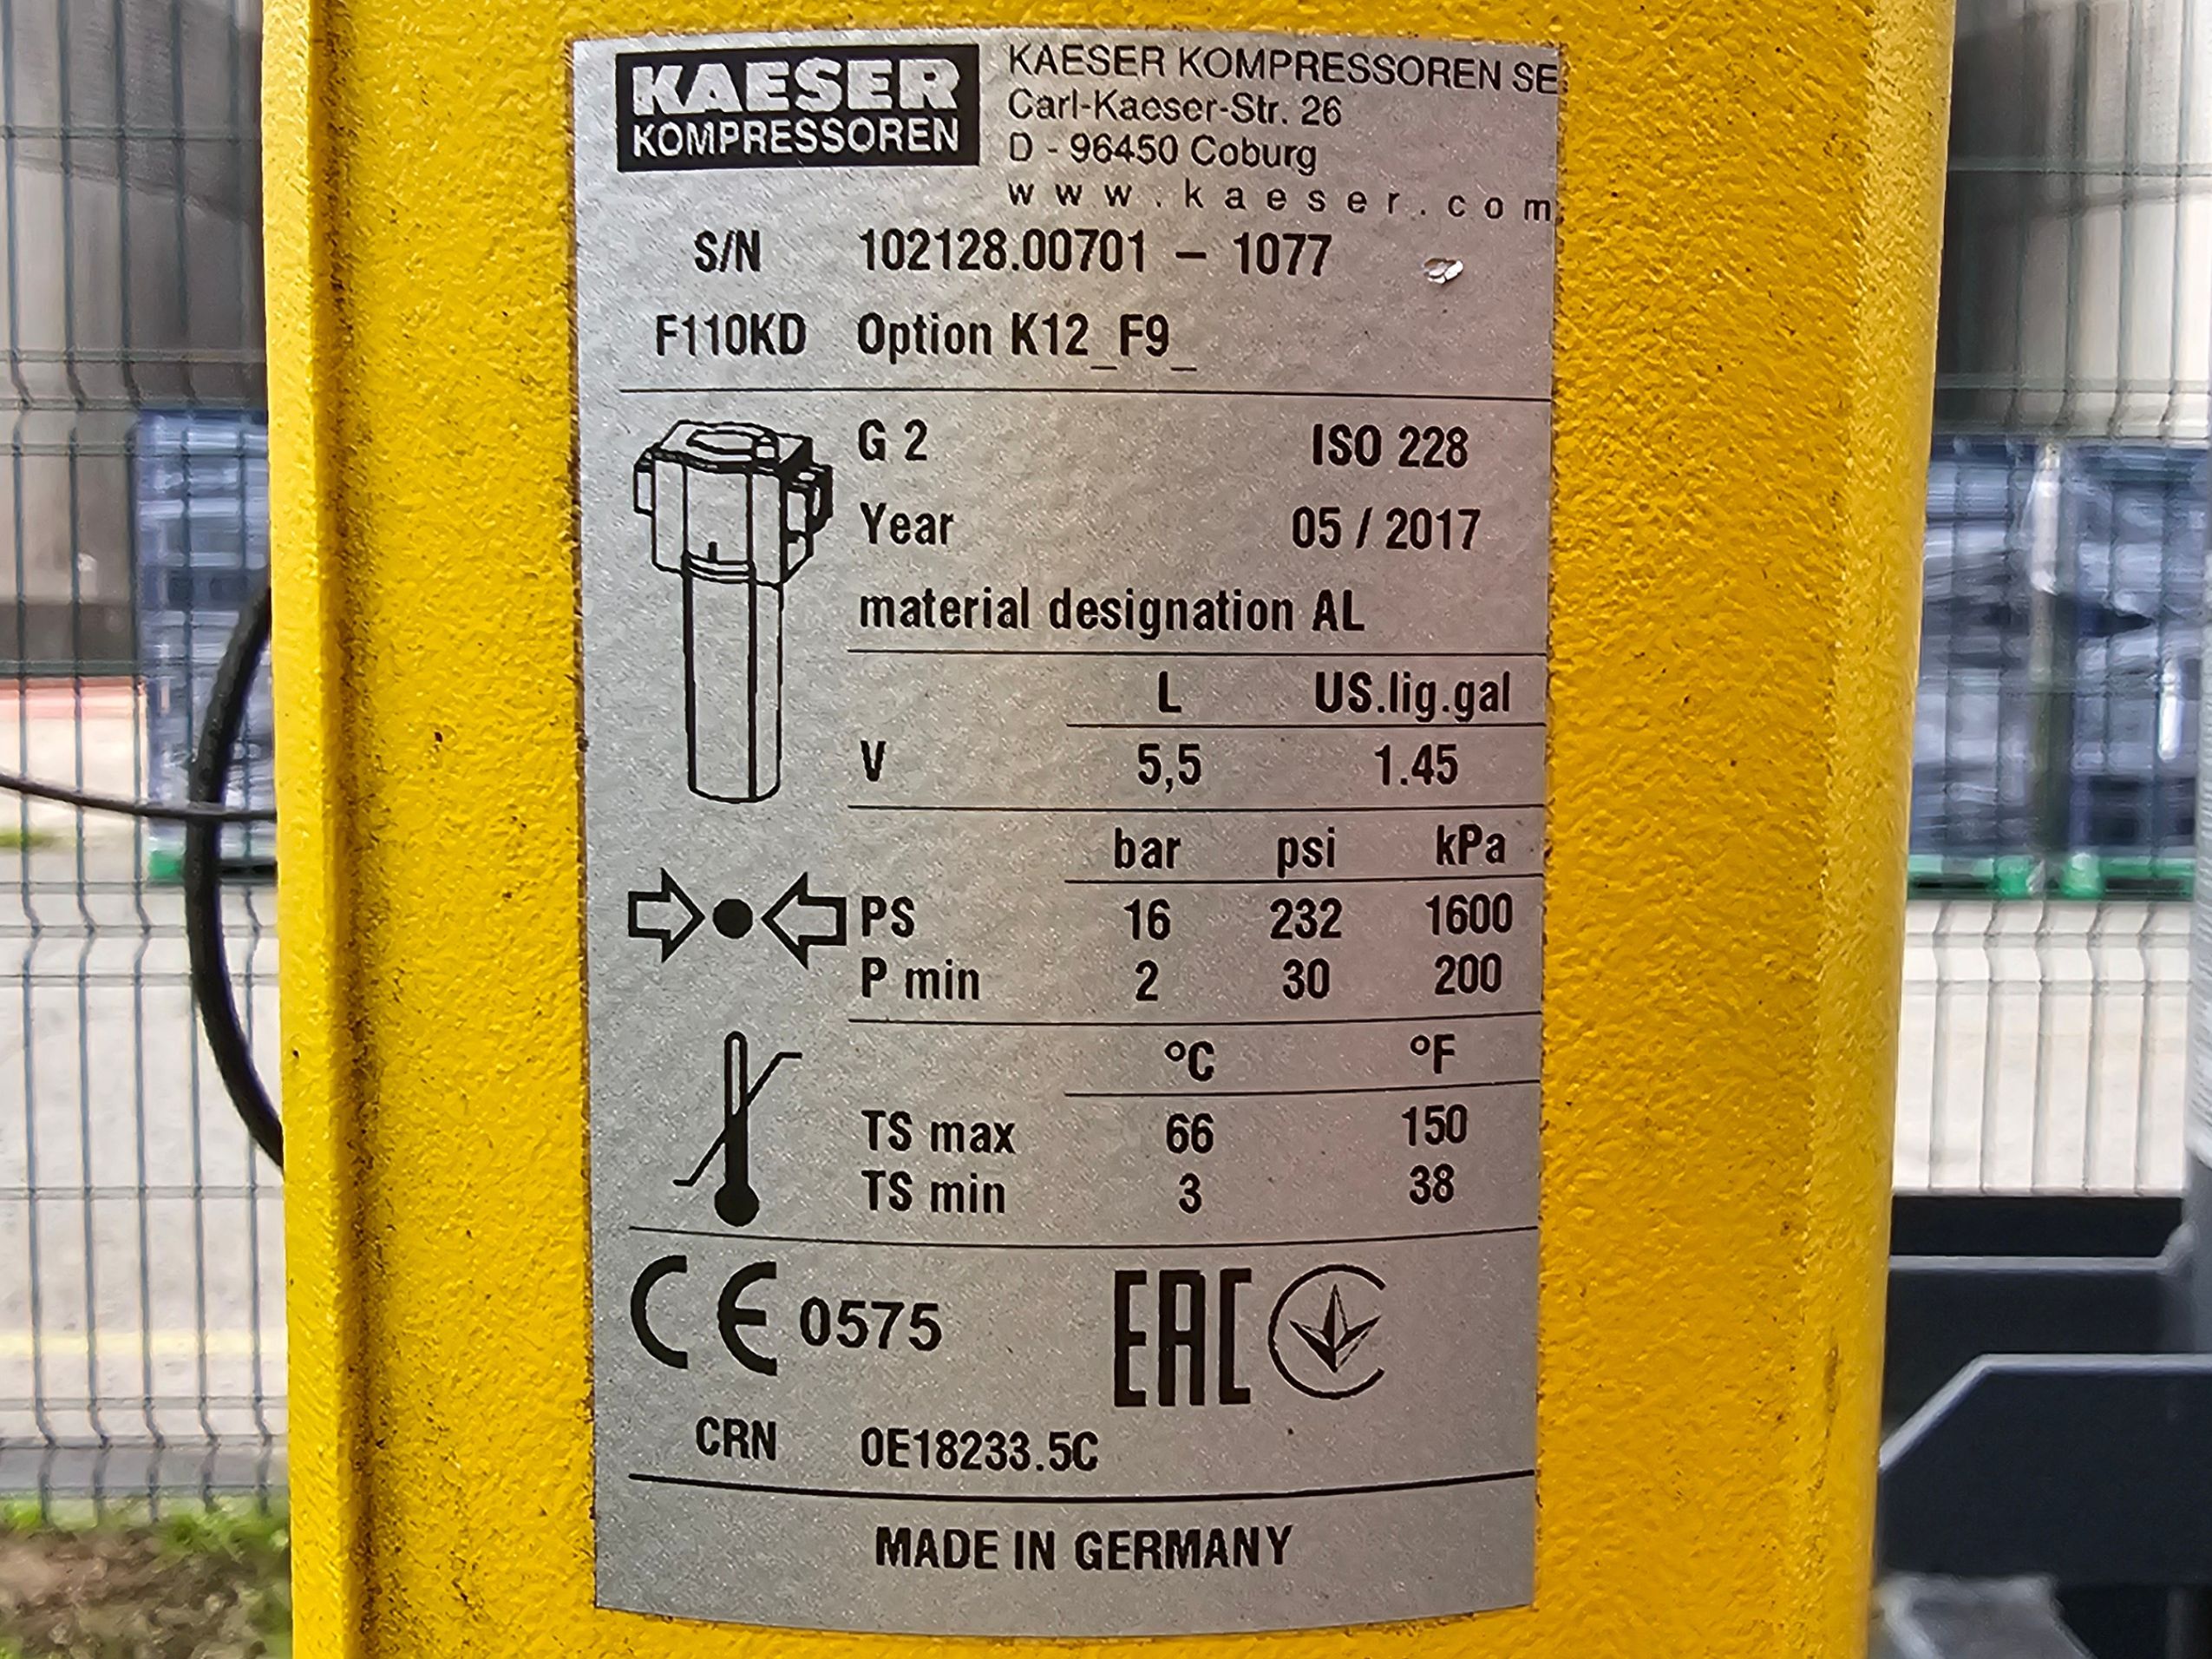 KAESER
KOMPRESSOREN
KAESER KOMPRESSOREN SE
Carl-Kaeser-Str. 26
D - 96450 Coburg
www.kaeser.com
S/N 102128.00701 – 1077
F110KD Option K12_F9_
G 2 ISO 228
Year 05 / 2017
material designation AL
L US.lig.gal
V 5,5 1.45
bar psi kPa
PS 16 232 1600
P min 2 30 200
°C °F
TS max 66 150
TS min 3 38
CE 0575 EAC
CRN 0E18233.5C
MADE IN GERMANY